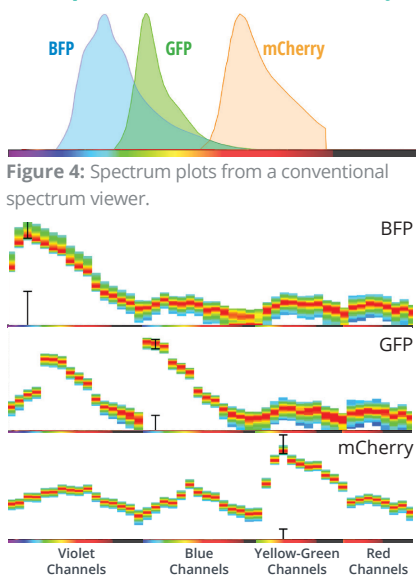 BFP
GFP
mCherry
Figure 4: Spectrum plots from a conventional
spectrum viewer.
BFP
GFP
mCherry
Violet
Channels
Blue
Channels
Yellow-Green
Channels
Red
Channels